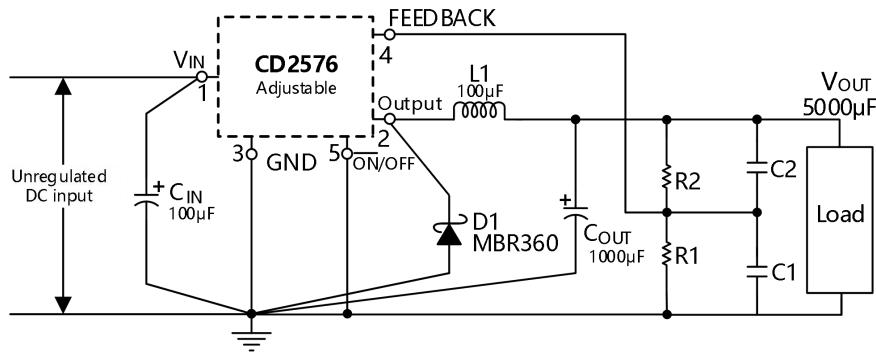 FEEDBACK
4
VIN
1
CD2576
Adjustable
L1
100μF
VOUT
5000μF
Output
2
3
GND
5
ON/OFF
Unregulated
DC input
+
CIN
100μF
D1
MBR360
+
COUT
1000μF
R2
C2
Load
R1
C1